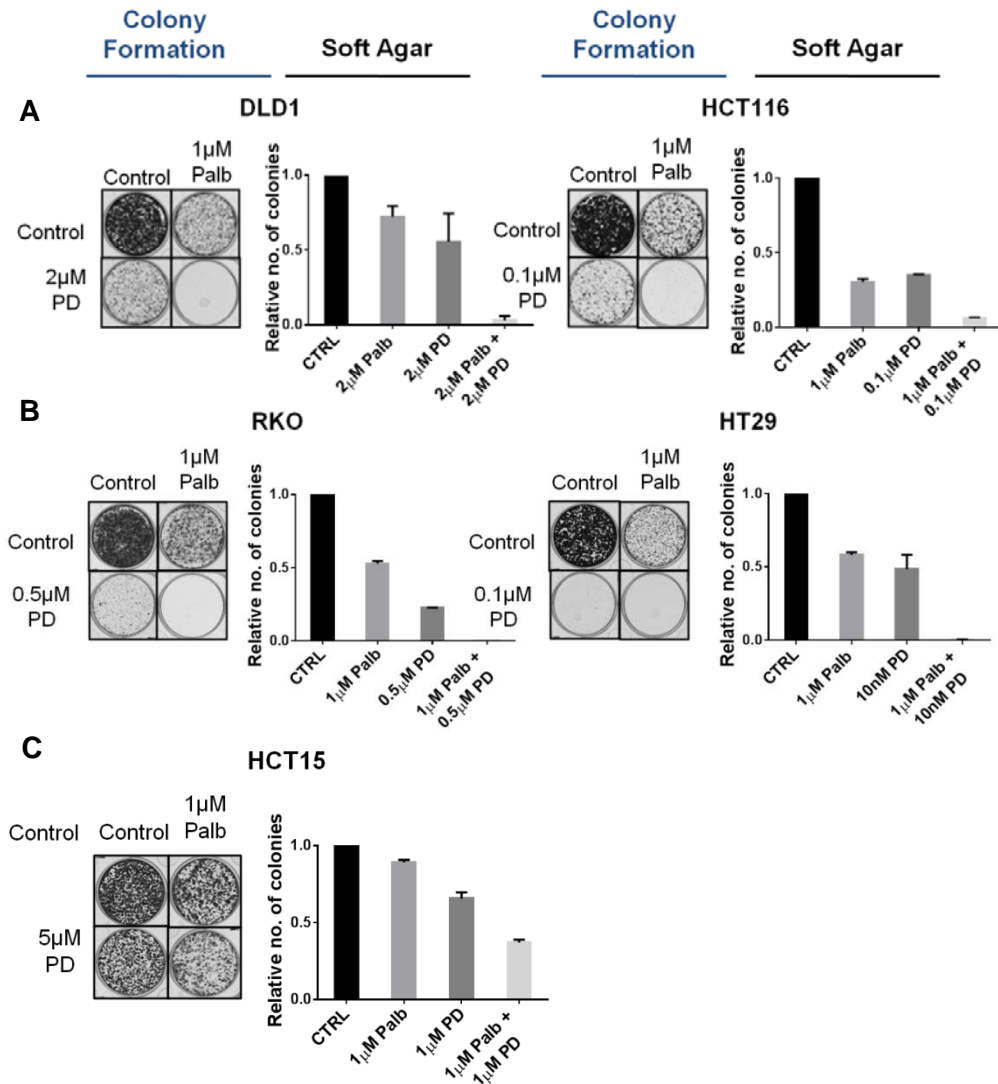 Colony
Formation
Soft Agar
Colony
Formation
Soft Agar
A
DLD1
Control
1µM
Palb
Control
2µM
PD
Relative no. of colonies
1.0
0.5
0.0
CTRL
2µM Palb
2µM PD
2µM Palb +
2µM PD
HCT116
Control
1µM
Palb
Control
0.1µM
PD
Relative no. of colonies
1.0
0.5
0.0
CTRL
1µM Palb
0.1µM PD
1µM Palb +
0.1µM PD
B
RKO
Control
1µM
Palb
Control
0.5µM
PD
Relative no. of colonies
1.0
0.5
0.0
CTRL
1µM Palb
0.5µM PD
1µM Palb +
0.5µM PD
HT29
Control
1µM
Palb
Control
0.1µM
PD
Relative no. of colonies
1.0
0.5
0.0
CTRL
1µM Palb
10nM PD
1µM Palb +
10nM PD
C
HCT15
Control
Control
1µM
Palb
5µM
PD
Relative no. of colonies
1.0
0.5
0.0
CTRL
1µM Palb
1µM PD
1µM Palb +
1µM PD